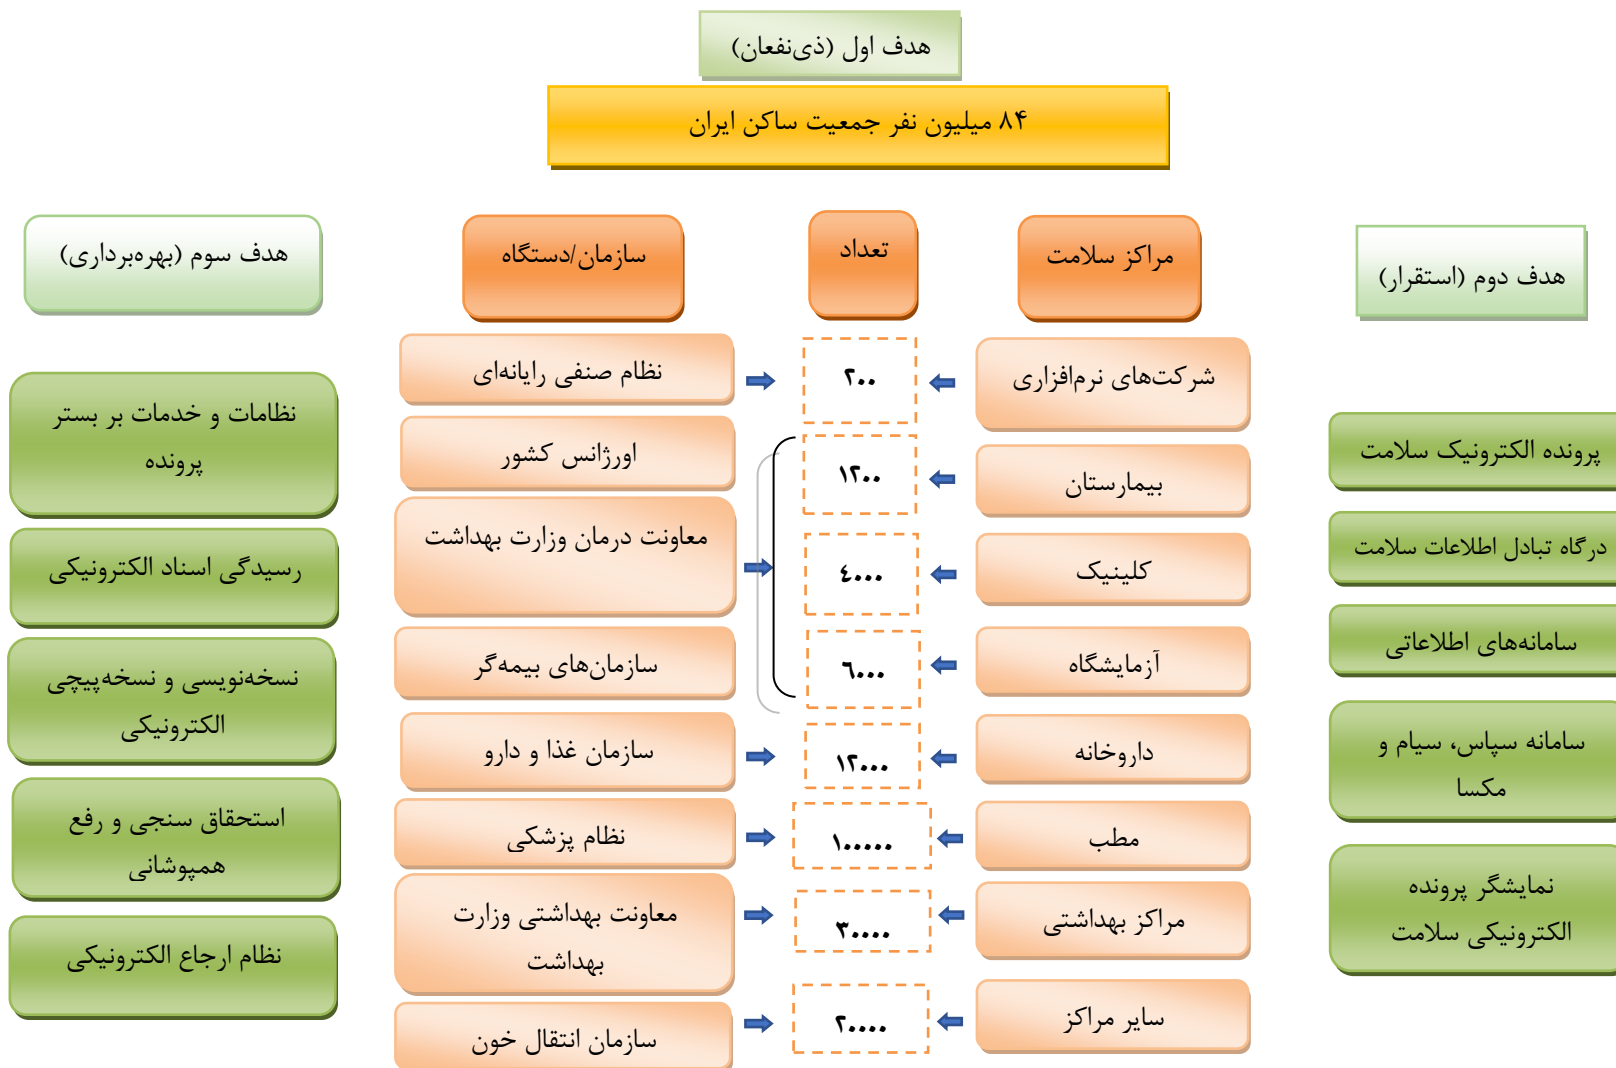 هدف اول (ذی‌نفعان)
۸۴ میلیون نفر جمعیت ساکن ایران
هدف دوم (استقرار)
پرونده الکترونیک سلامت
درگاه تبادل اطلاعات سلامت
سامانه‌های اطلاعاتی
سامانه سپاس، سیام و
مکسا
نمایشگر پرونده
الکترونیکی سلامت
مراکز سلامت
شرکت‌های نرم‌افزاری
بیمارستان
کلینیک
آزمایشگاه
داروخانه
مطب
مراکز بهداشتی
سایر مراکز
تعداد
۲۰۰
۱۲۰۰
٤۰۰۰
٦۰۰۰
۱۲۰۰۰
۱۰۰۰۰۰
۳۰۰۰۰
۲۰۰۰۰
سازمان/دستگاه
نظام صنفی رایانه‌ای
اورژانس کشور
معاونت درمان وزارت بهداشت
سازمان‌های بیمه‌گر
سازمان غذا و دارو
نظام پزشکی
معاونت بهداشتی وزارت
بهداشت
سازمان انتقال خون
هدف سوم (بهره‌برداری)
نظامات و خدمات بر بستر
پرونده
رسیدگی اسناد الکترونیکی
نسخه‌نویسی و نسخه‌پیچی
الکترونیکی
استحقاق سنجی و رفع
همپوشانی
نظام ارجاع الکترونیکی